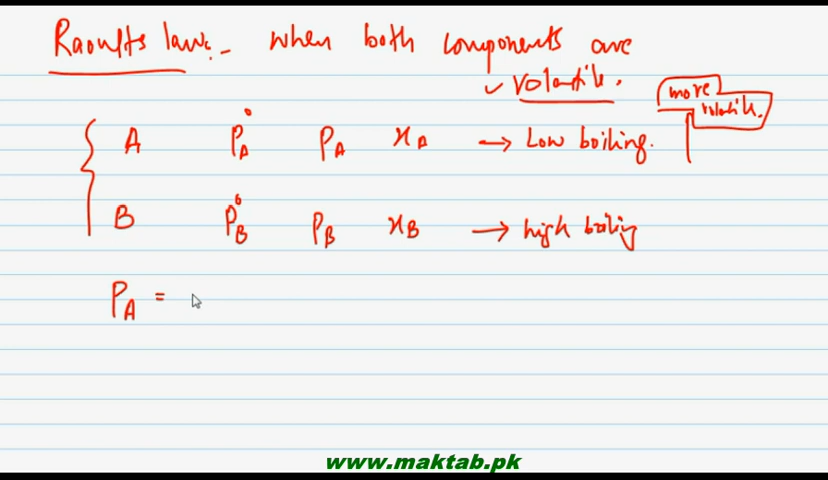 Raoults law:- when both components are
✓ volatile.
more
volatile.
A P°A PA xA → Low boiling.
B P°B PB xB → high boiling
PA =
www.maktab.pk